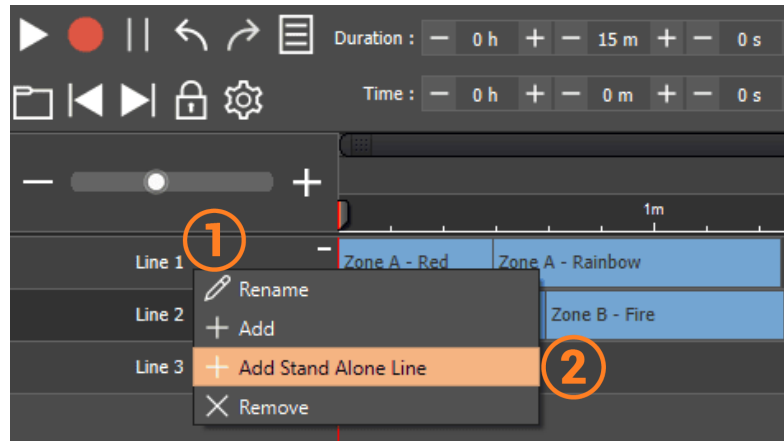 Duration : 0 h 15 m 0 s
Time : 0 h 0 m 0 s
1m
1
Line 1 Zone A - Red Zone A - Rainbow
Rename
Line 2 Zone B - Fire
Add
Line 3 Add Stand Alone Line 2
Remove